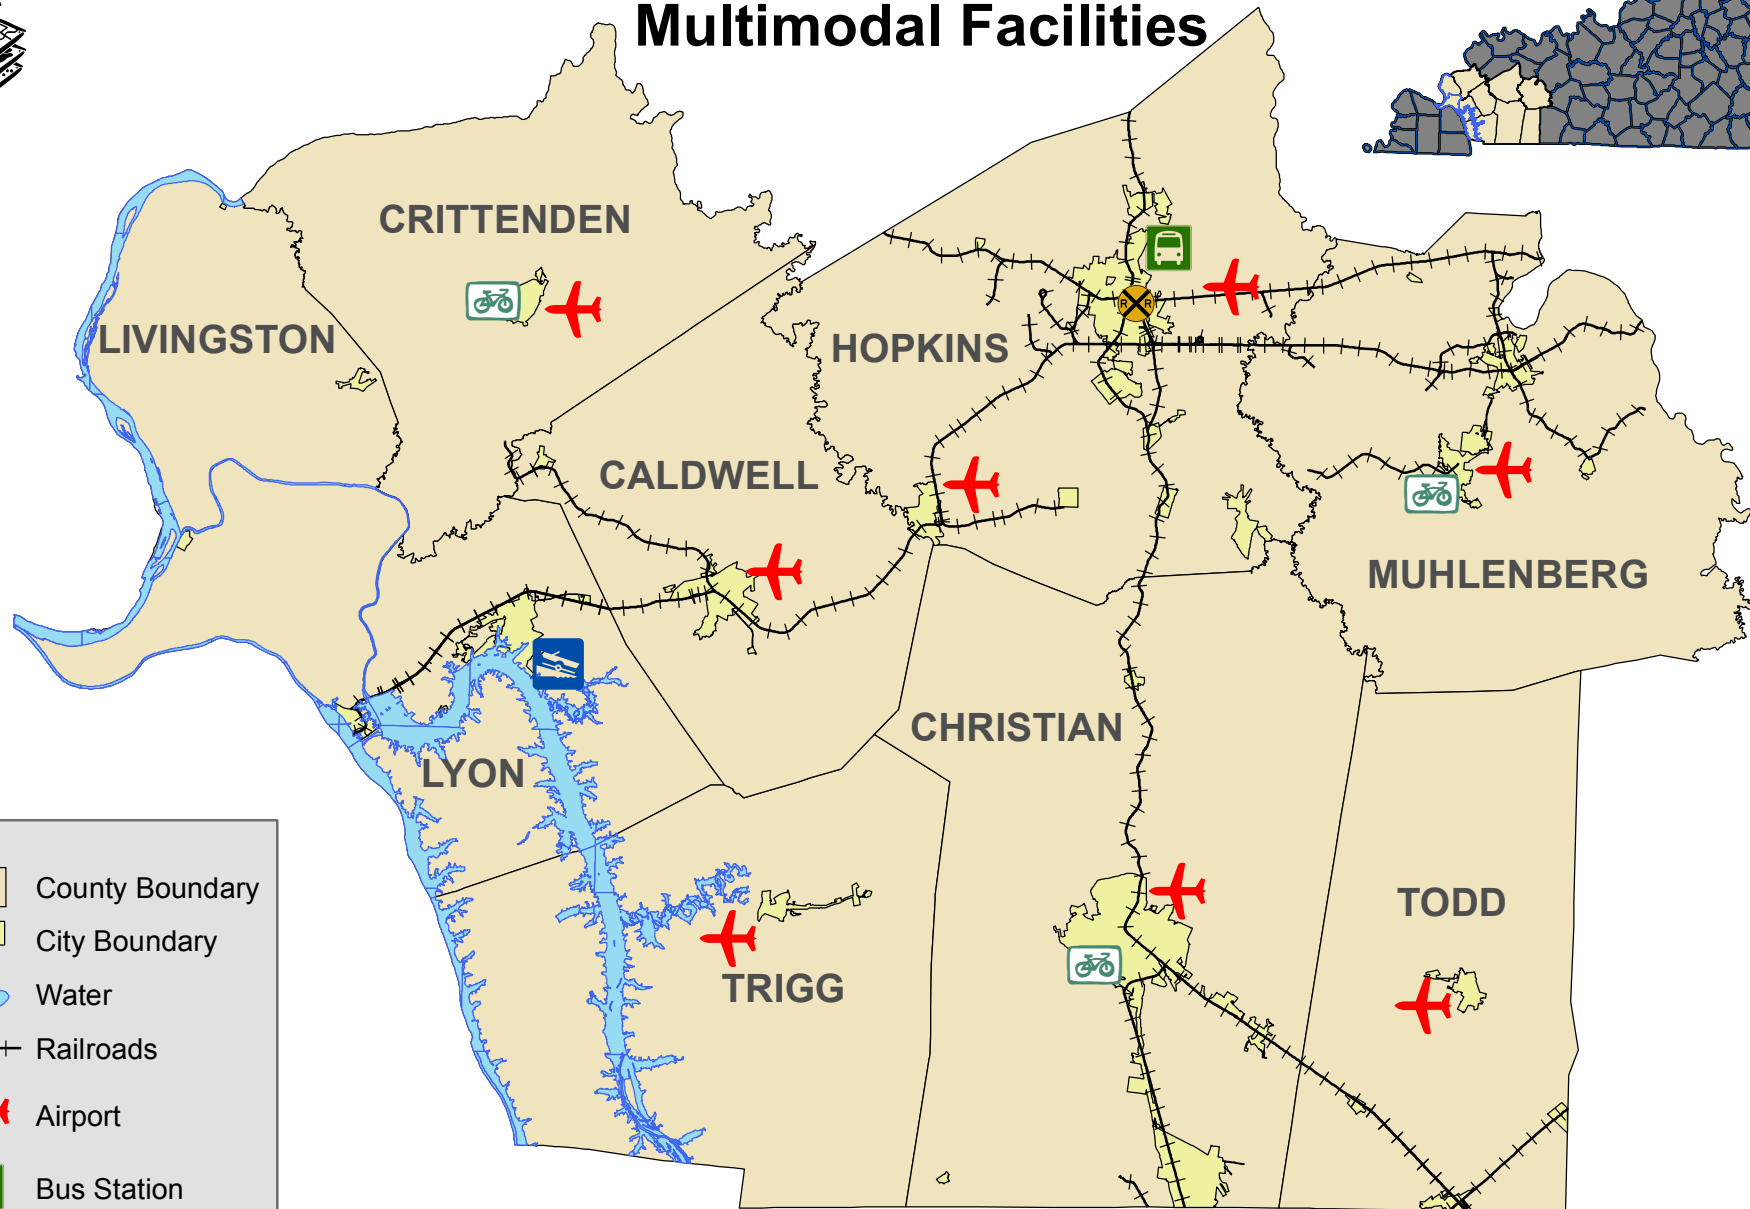 Multimodal Facilities
CRITTENDEN
LIVINGSTON
HOPKINS
CALDWELL
MUHLENBERG
CHRISTIAN
LYON
TODD
TRIGG
R R
County Boundary
City Boundary
Water
Railroads
Airport
Bus Station